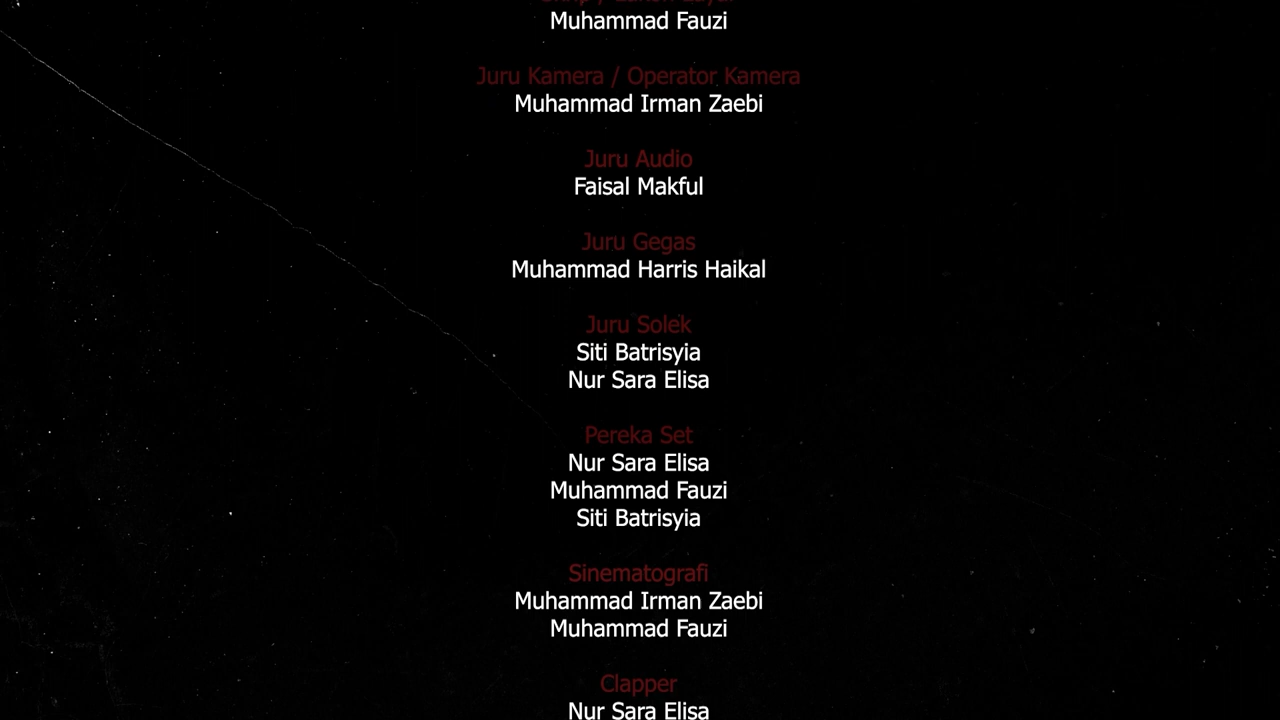 Muhammad Fauzi
Juru Kamera / Operator Kamera
Muhammad Irman Zaebi
Juru Audio
Faisal Makful
Juru Gegas
Muhammad Harris Haikal
Juru Solek
Siti Batrisyia
Nur Sara Elisa
Pereka Set
Nur Sara Elisa
Muhammad Fauzi
Siti Batrisyia
Sinematografi
Muhammad Irman Zaebi
Muhammad Fauzi
Clapper
Nur Sara Elisa